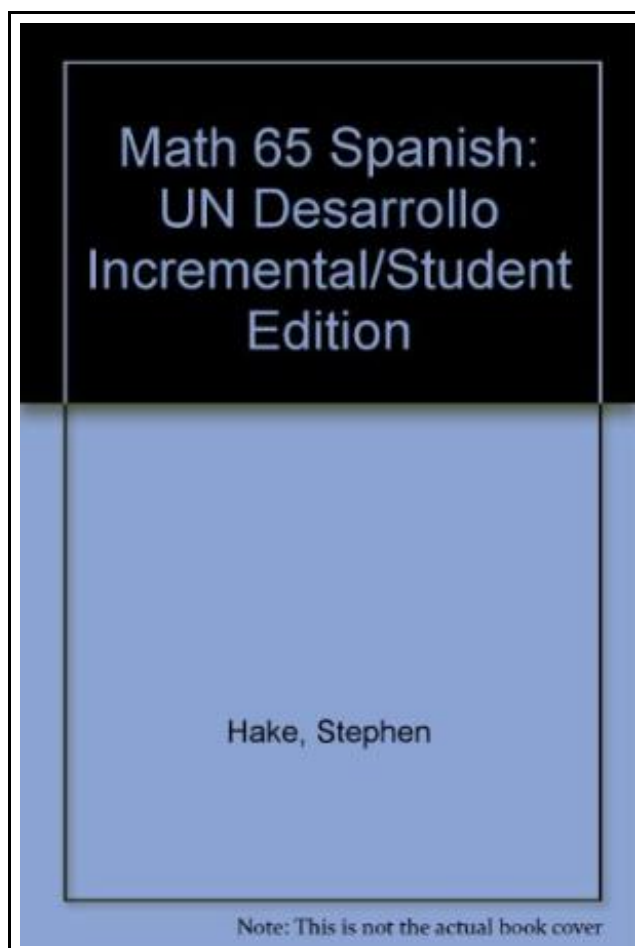 Math 65 Spanish:
UN Desarrollo
Incremental/Student
Edition
Hake, Stephen
Note: This is not the actual book cover